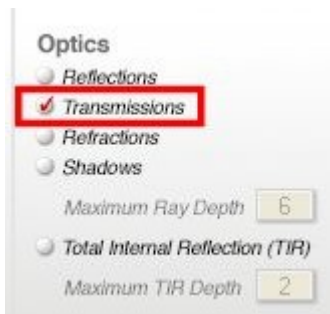 Optics
Reflections
Transmissions
Refractions
Shadows
Maximum Ray Depth 6
Total Internal Reflection (TIR)
Maximum TIR Depth 2